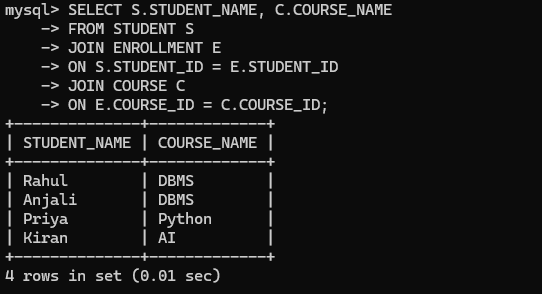 mysql> SELECT S.STUDENT_NAME, C.COURSE_NAME
    -> FROM STUDENT S
    -> JOIN ENROLLMENT E
    -> ON S.STUDENT_ID = E.STUDENT_ID
    -> JOIN COURSE C
    -> ON E.COURSE_ID = C.COURSE_ID;
+--------------+-------------+
| STUDENT_NAME | COURSE_NAME |
+--------------+-------------+
| Rahul        | DBMS        |
| Anjali       | DBMS        |
| Priya        | Python      |
| Kiran        | AI          |
+--------------+-------------+
4 rows in set (0.01 sec)